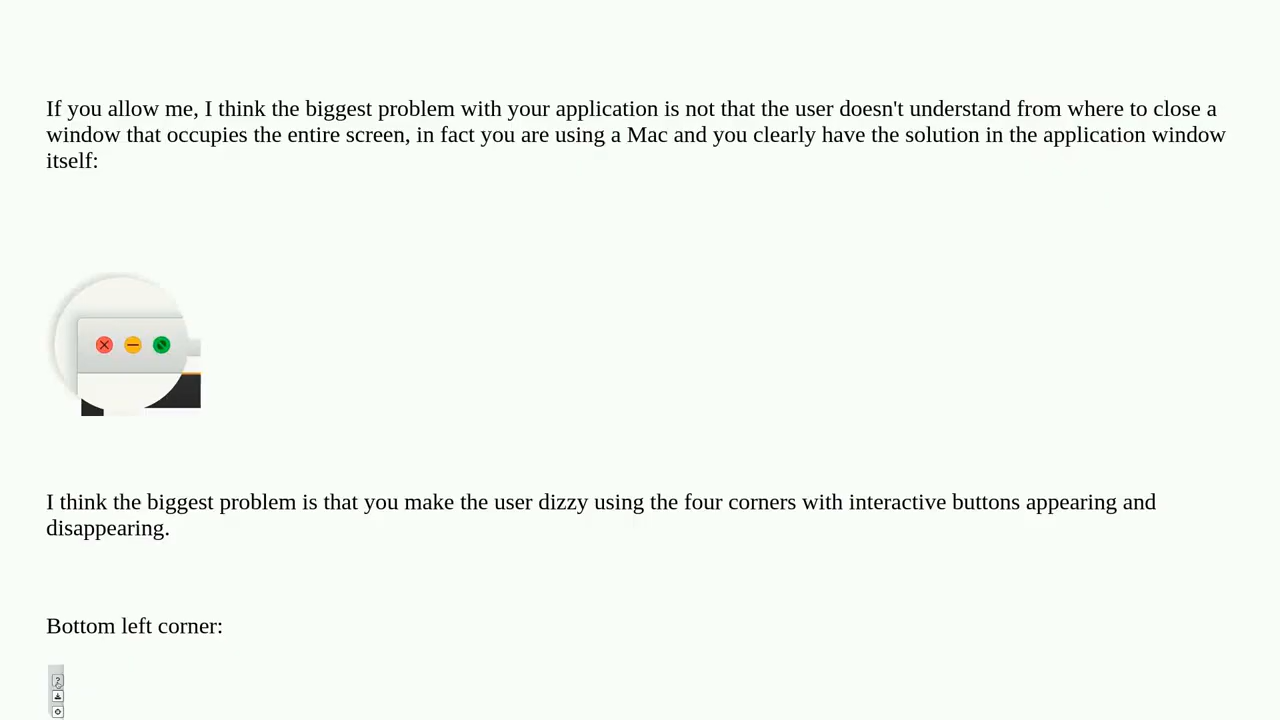 If you allow me, I think the biggest problem with your application is not that the user doesn't understand from where to close a
window that occupies the entire screen, in fact you are using a Mac and you clearly have the solution in the application window
itself:
I think the biggest problem is that you make the user dizzy using the four corners with interactive buttons appearing and
disappearing.
Bottom left corner:
?